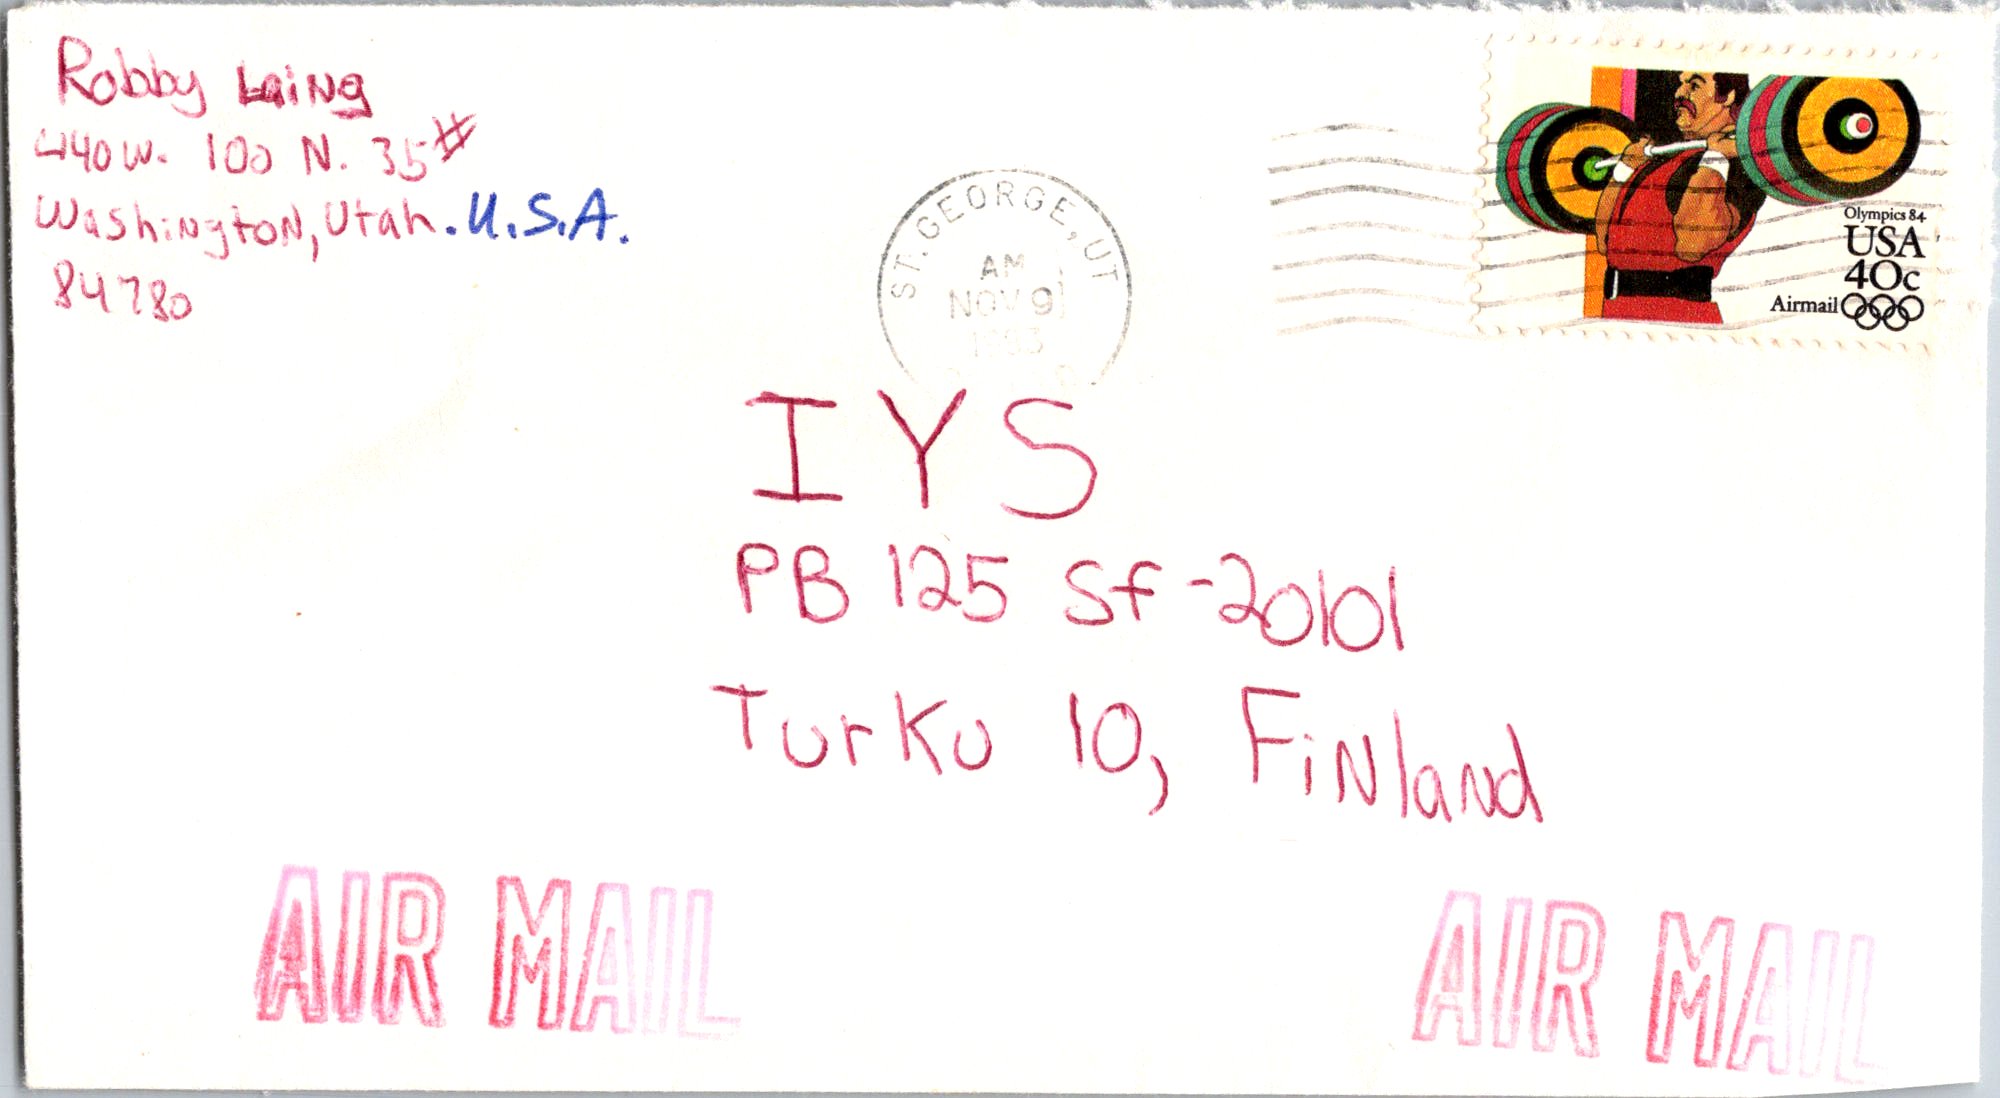 Robby Laing
440 W. 100 N. 35#
Washington, Utah. U.S.A.
84780
ST. GEORGE, UT
AM
NOV 9
1983
Olympics 84
USA
40c
Airmail
IYS
PB 125 Sf-20101
Turku 10, Finland
AIR MAIL
AIR MAIL